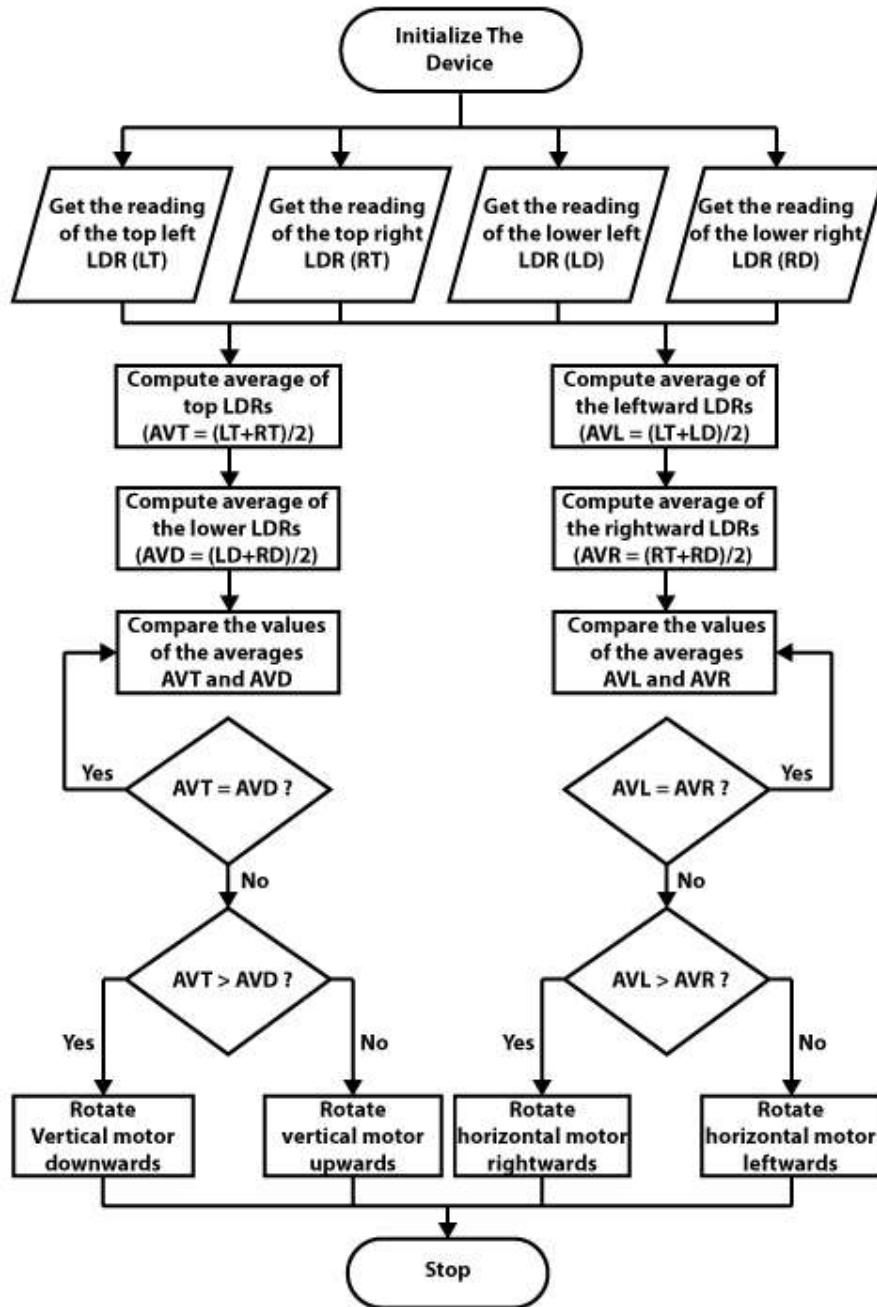 Initialize The
Device
Get the reading
of the top left
LDR (LT)
Get the reading
of the top right
LDR (RT)
Get the reading
of the lower left
LDR (LD)
Get the reading
of the lower right
LDR (RD)
Compute average of
top LDRs
(AVT = (LT+RT)/2)
Compute average of
the leftward LDRs
(AVL = (LT+LD)/2)
Compute average of
the lower LDRs
(AVD = (LD+RD)/2)
Compute average of
the rightward LDRs
(AVR = (RT+RD)/2)
Compare the values
of the averages
AVT and AVD
Compare the values
of the averages
AVL and AVR
Yes
AVT = AVD ?
AVL = AVR ?
Yes
No
No
AVT > AVD ?
AVL > AVR ?
Yes
No
Yes
No
Rotate
Vertical motor
downwards
Rotate
vertical motor
upwards
Rotate
horizontal motor
rightwards
Rotate
horizontal motor
leftwards
Stop